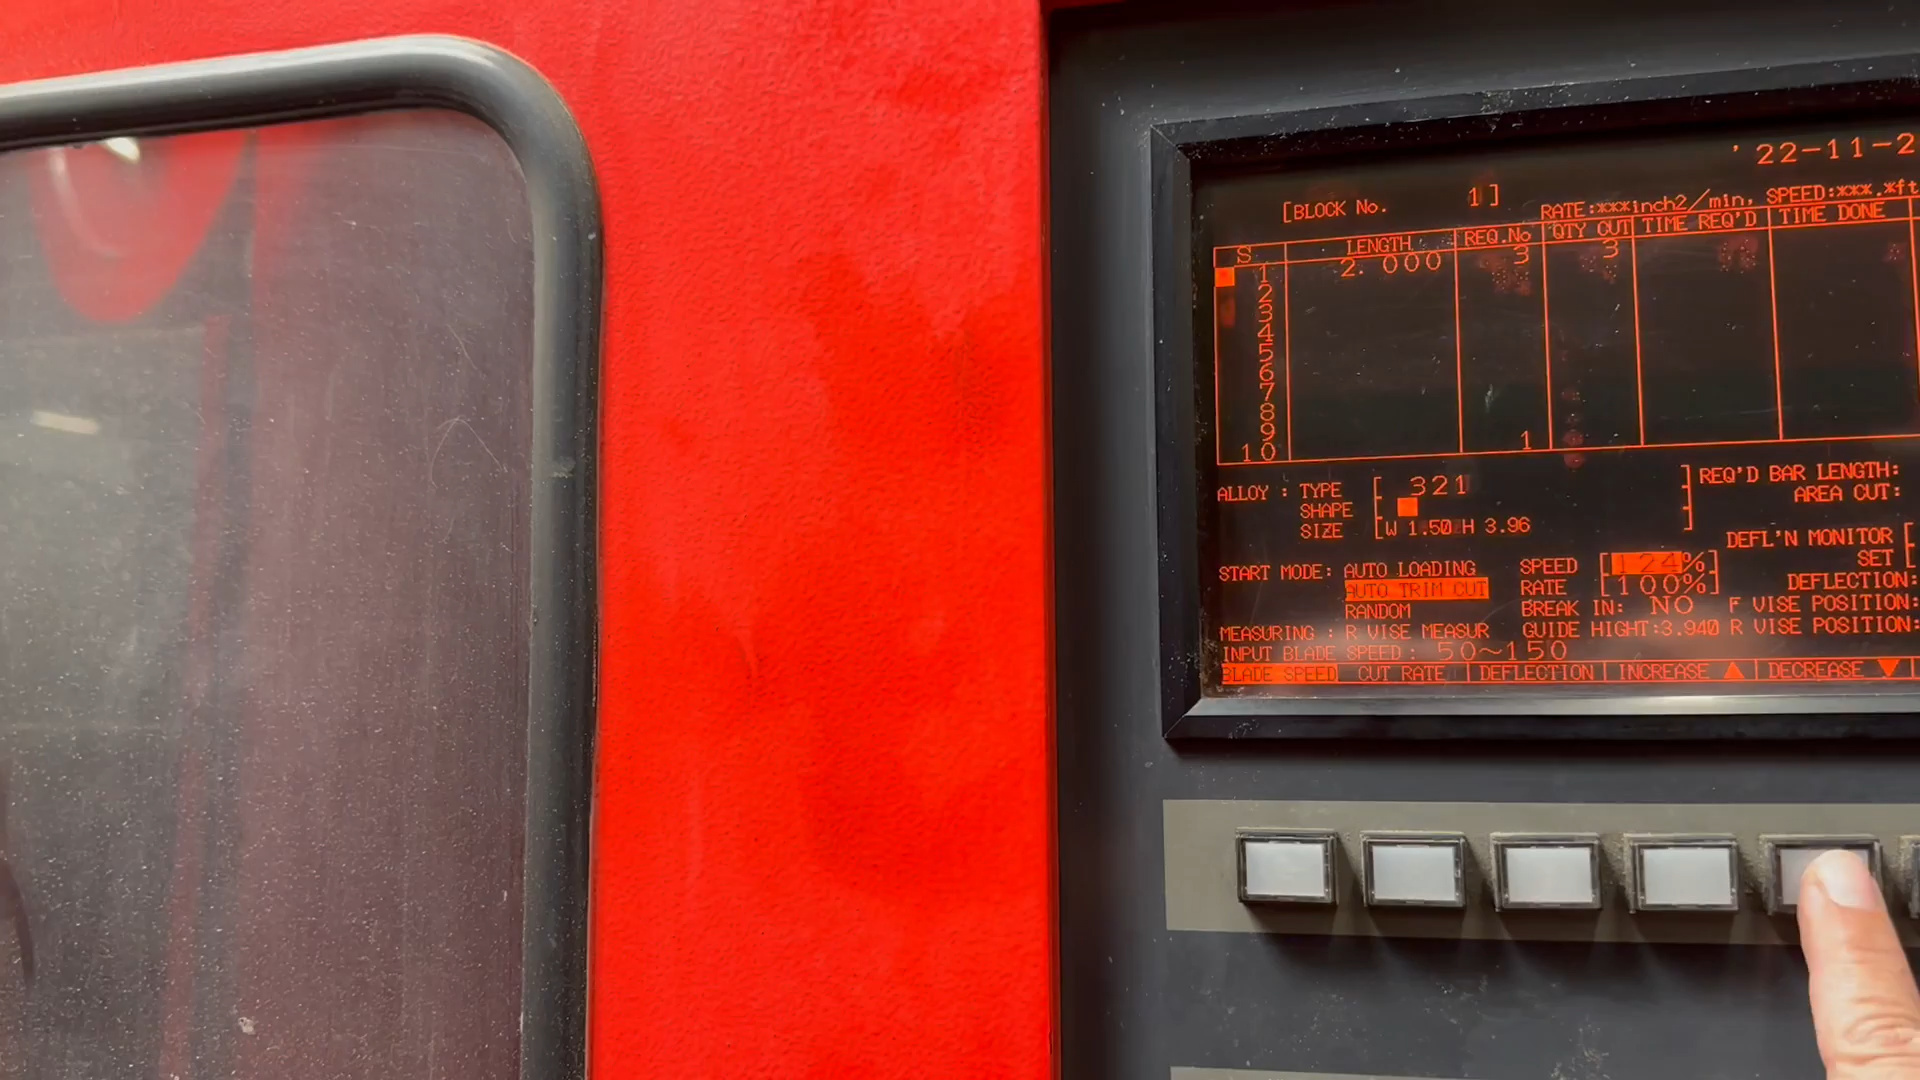 '22-11-2
[BLOCK No. 1]
RATE:***inch2/min, SPEED:***.*ft
S LENGTH REQ.No QTY CUT TIME REQ'D TIME DONE
1 2.000 3 3
2
3
4
5
6
7
8
9
10 1
ALLOY : TYPE [ 321 ] REQ'D BAR LENGTH:
SHAPE AREA CUT:
SIZE [W 1.50 H 3.96 ]
DEFL'N MONITOR [
SET [
START MODE: AUTO LOADING SPEED [124%]
AUTO TRIM CUT RATE [100%] DEFLECTION:
RANDOM BREAK IN: NO F VISE POSITION:
MEASURING : R VISE MEASUR GUIDE HIGHT:3.940 R VISE POSITION:
INPUT BLADE SPEED: 50~150
BLADE SPEED CUT RATE DEFLECTION INCREASE ▲ DECREASE ▼